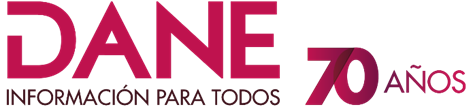 DANE
INFORMACIÓN PARA TODOS
70 AÑOS